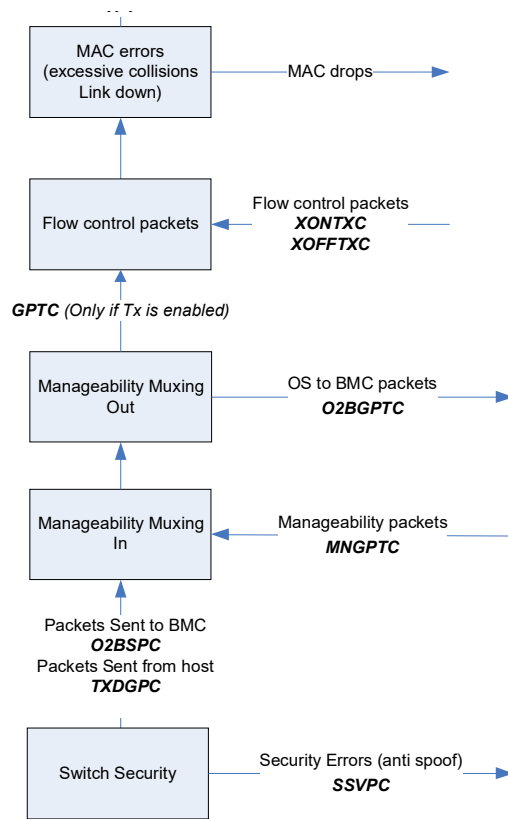 MAC errors
(excessive collisions
Link down)
MAC drops
Flow control packets
Flow control packets
XONTXC
XOFFTXC
GPTC (Only if Tx is enabled)
Manageability Muxing
Out
OS to BMC packets
O2BGPTC
Manageability Muxing
In
Manageability packets
MNGPTC
Packets Sent to BMC
O2BSPC
Packets Sent from host
TXDGPC
Switch Security
Security Errors (anti spoof)
SSVPC